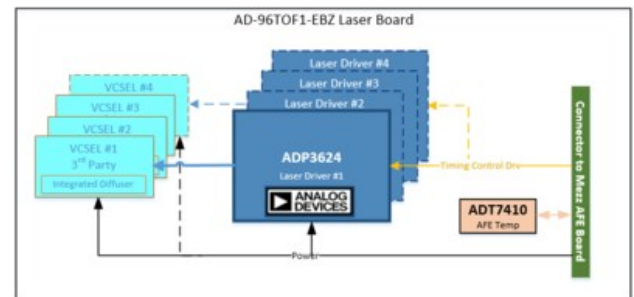 AD-96TOF1-EBZ Laser Board
Laser Driver #4
Laser Driver #3
Laser Driver #2
ADP3624
Laser Driver #1
ANALOG
DEVICES
VCSEL #4
VCSEL #3
VCSEL #2
VCSEL #1
3rd Party
Integrated Diffuser
Timing Control Drv
ADT7410
AFE Temp
Power
Connector to Mezz AFE Board